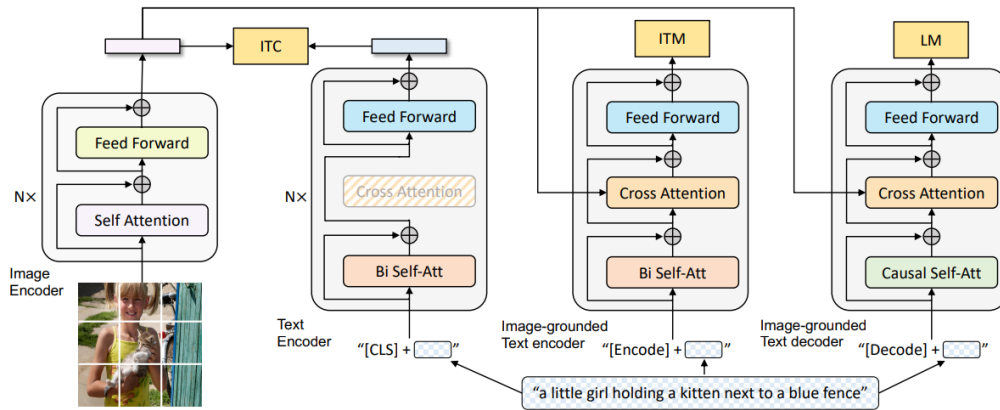 ITC
ITM
LM
Feed Forward
Self Attention
N×
Image
Encoder
Feed Forward
Cross Attention
Bi Self-Att
N×
Text
Encoder
"[CLS] + "
Feed Forward
Cross Attention
Bi Self-Att
Image-grounded
Text encoder
"[Encode] + "
Feed Forward
Cross Attention
Causal Self-Att
Image-grounded
Text decoder
"[Decode] + "
"a little girl holding a kitten next to a blue fence"